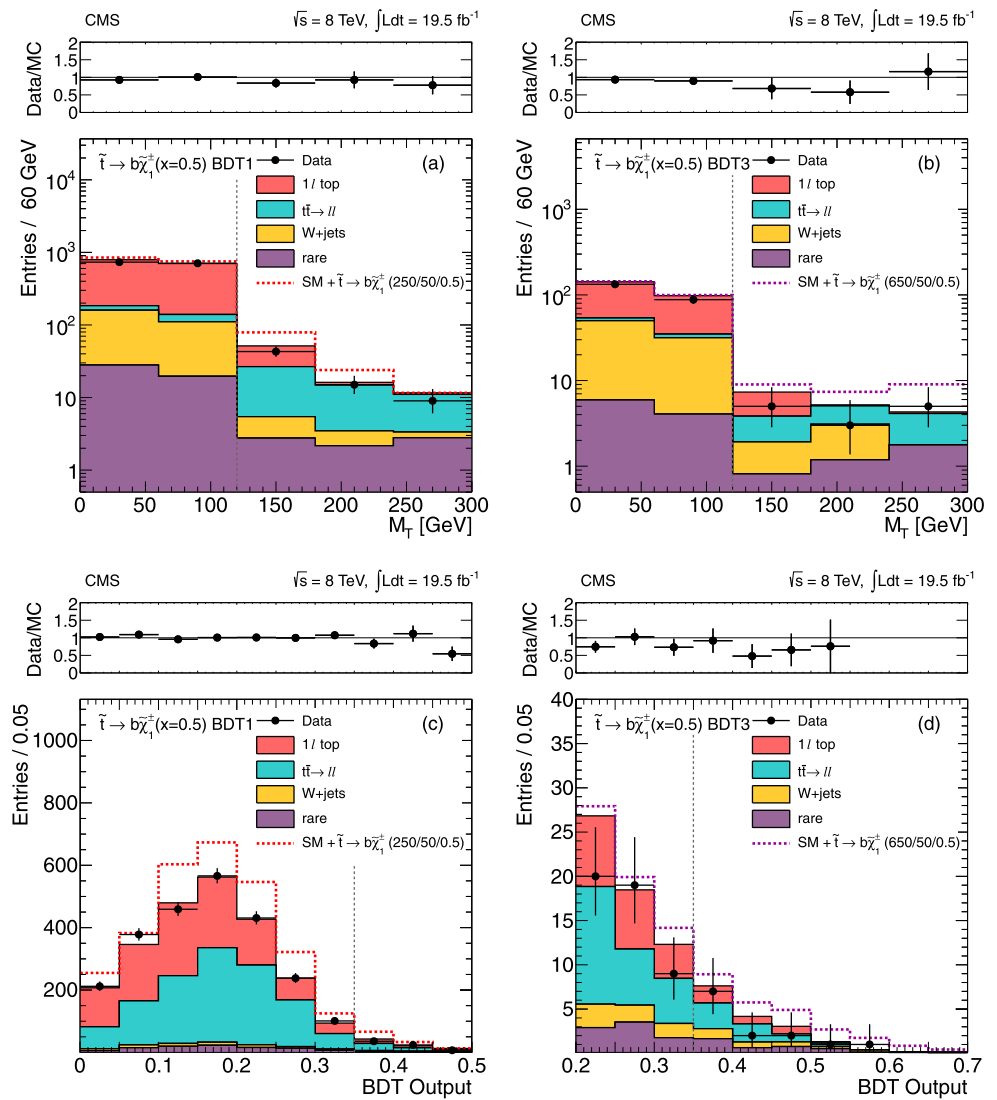 CMS √s = 8 TeV, ∫Ldt = 19.5 fb⁻¹
Data/MC
2
1.5
1
0.5
0
t̃ → bχ̃₁±(x=0.5) BDT1
(a)
Data
1l top
tt̄ → ll
W+jets
rare
SM + t̃ → bχ̃₁± (250/50/0.5)
Entries / 60 GeV
10⁴
10³
10²
10
1
0 50 100 150 200 250 300
M_T [GeV]
CMS √s = 8 TeV, ∫Ldt = 19.5 fb⁻¹
Data/MC
2
1.5
1
0.5
0
t̃ → bχ̃₁±(x=0.5) BDT3
(b)
Data
1l top
tt̄ → ll
W+jets
rare
SM + t̃ → bχ̃₁± (650/50/0.5)
Entries / 60 GeV
10³
10²
10
1
0 50 100 150 200 250 300
M_T [GeV]
CMS √s = 8 TeV, ∫Ldt = 19.5 fb⁻¹
Data/MC
2
1.5
1
0.5
0
t̃ → bχ̃₁±(x=0.5) BDT1
(c)
Data
1l top
tt̄ → ll
W+jets
rare
SM + t̃ → bχ̃₁± (250/50/0.5)
Entries / 0.05
1000
800
600
400
200
0 0.1 0.2 0.3 0.4 0.5
BDT Output
CMS √s = 8 TeV, ∫Ldt = 19.5 fb⁻¹
Data/MC
2
1.5
1
0.5
0
t̃ → bχ̃₁±(x=0.5) BDT3
(d)
Data
1l top
tt̄ → ll
W+jets
rare
SM + t̃ → bχ̃₁± (650/50/0.5)
Entries / 0.05
40
35
30
25
20
15
10
5
0.2 0.3 0.4 0.5 0.6 0.7
BDT Output